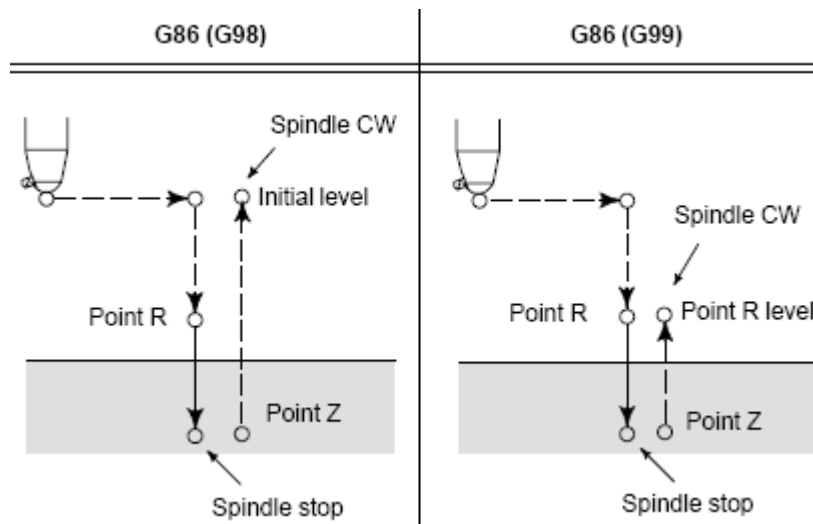 G86 (G98)
Spindle CW
Initial level
Point R
Point Z
Spindle stop
G86 (G99)
Spindle CW
Point R
Point R level
Point Z
Spindle stop